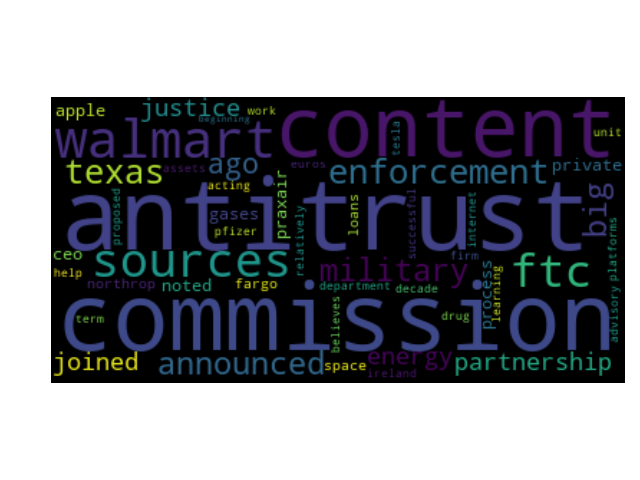 apple justice work
beginning
walmart content
tesla unit
texas assets ago euros enforcement private
acting
antitrust
proposed gases praxair loans successful internet big
pfizer relatively
ceo sources firm
help military ftc
northrop noted fargo department decade process learning platforms
advisory
commission
term believes drug
joined announced space energy partnership
ireland